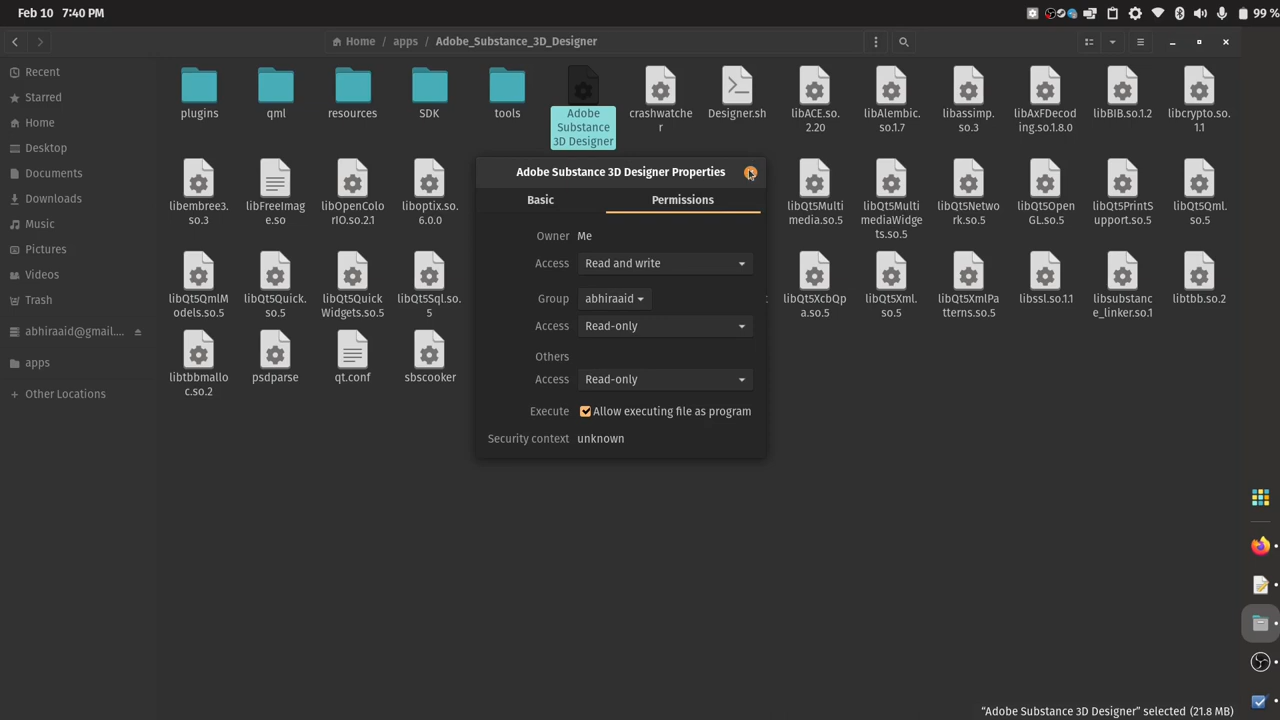 Feb 10 7:40 PM
99 %
Home
apps
Adobe_Substance_3D_Designer
Recent
Starred
Home
Desktop
Documents
Downloads
Music
Pictures
Videos
Trash
abhiraaid@gmail....
apps
+ Other Locations
plugins
qml
resources
SDK
tools
Adobe
Substance
3D Designer
crashwatche
r
Designer.sh
libACE.so.
2.20
libAlembic.
so.1.7
libassimp.
so.3
libAxFDecod
ing.so.1.8.0
libBIB.so.1.2
libcrypto.so.
1.1
libembree3.
so.3
libFreeImag
e.so
libOpenColor
IO.so.2.1
liboptix.so.
6.0.0
libQt5Multi
media.so.5
libQt5Multi
mediaWidge
ts.so.5
libQt5Netwo
rk.so.5
libQt5Open
GL.so.5
libQt5PrintS
upport.so.5
libQt5Qml.
so.5
libQt5QmlM
odels.so.5
libQt5Quick.
so.5
libQt5Quick
Widgets.so.5
libQt5Sql.so.
5
libQt5XcbQp
a.so.5
libQt5Xml.
so.5
libQt5XmlPa
tterns.so.5
libssl.so.1.1
libsubstanc
e_linker.so.1
libtbb.so.2
libtbbmallo
c.so.2
psdparse
qt.conf
sbscooker
Adobe Substance 3D Designer Properties
Basic
Permissions
Owner Me
Access Read and write
Group abhiraaid
Access Read-only
Others
Access Read-only
Execute Allow executing file as program
Security context unknown
“Adobe Substance 3D Designer” selected (21.8 MB)